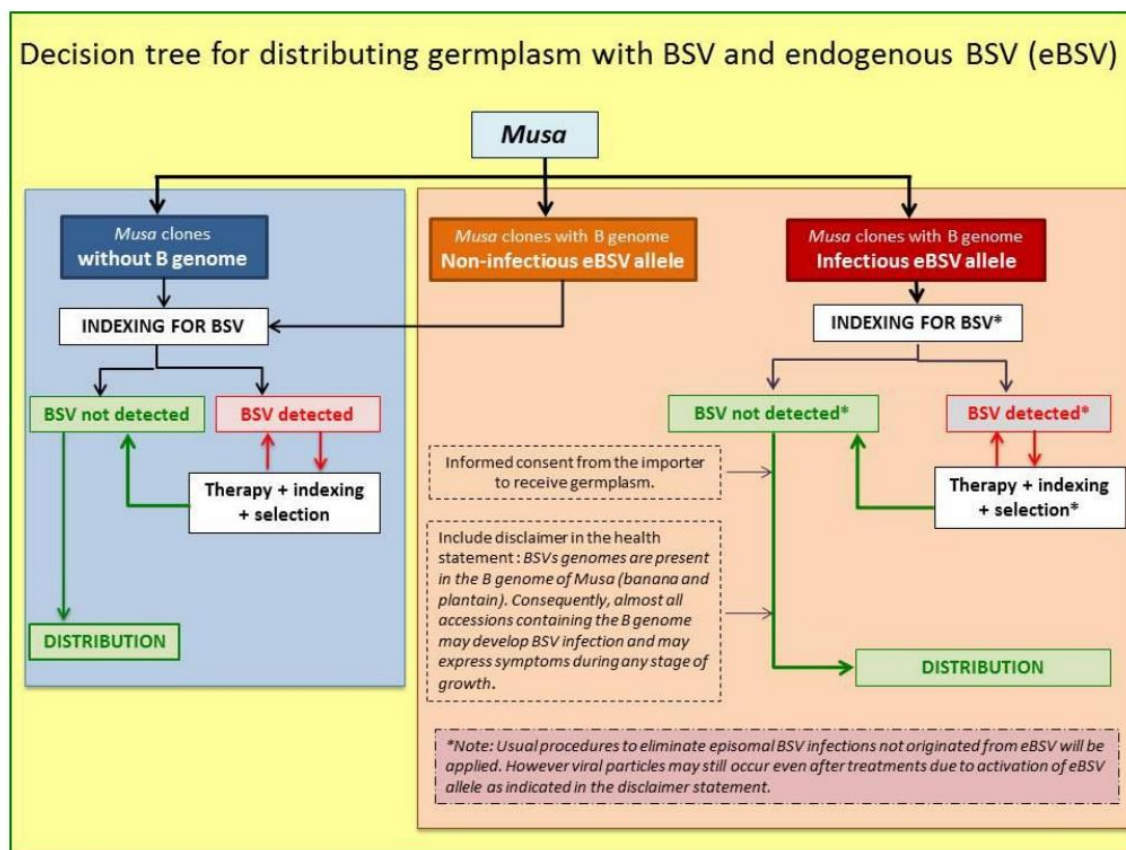 Decision tree for distributing germplasm with BSV and endogenous BSV (eBSV)
Musa
Musa clones
without B genome
Musa clones with B genome
Non-infectious eBSV allele
Musa clones with B genome
Infectious eBSV allele
INDEXING FOR BSV
INDEXING FOR BSV*
BSV not detected
BSV detected
BSV not detected*
BSV detected*
Therapy + indexing
+ selection
Informed consent from the importer
to receive germplasm.
Therapy + indexing
+ selection*
Include disclaimer in the health
statement : BSVs genomes are present
in the B genome of Musa (banana and
plantain). Consequently, almost all
accessions containing the B genome
may develop BSV infection and may
express symptoms during any stage of
growth.
DISTRIBUTION
DISTRIBUTION
*Note: Usual procedures to eliminate episomal BSV infections not originated from eBSV will be
applied. However viral particles may still occur even after treatments due to activation of eBSV
allele as indicated in the disclaimer statement.